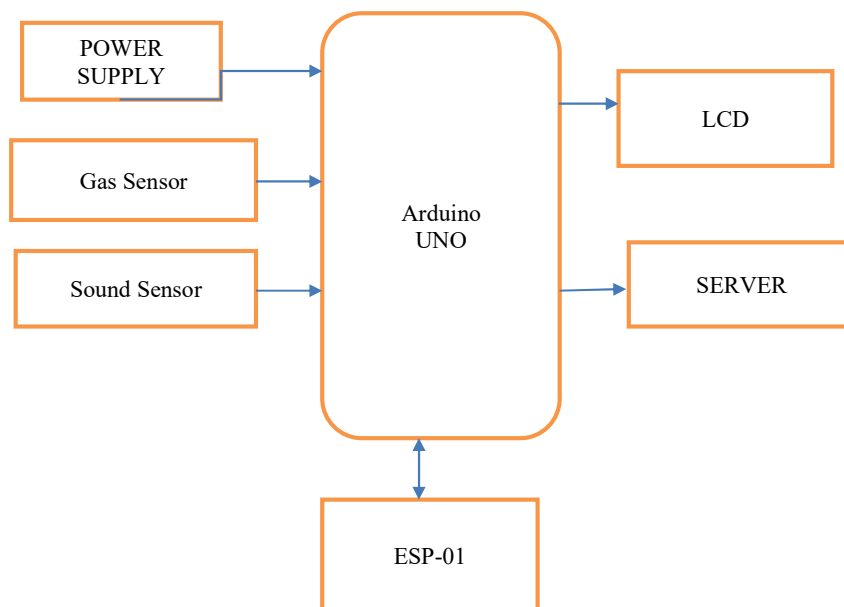 POWER
SUPPLY
Gas Sensor
Sound Sensor
Arduino
UNO
LCD
SERVER
ESP-01